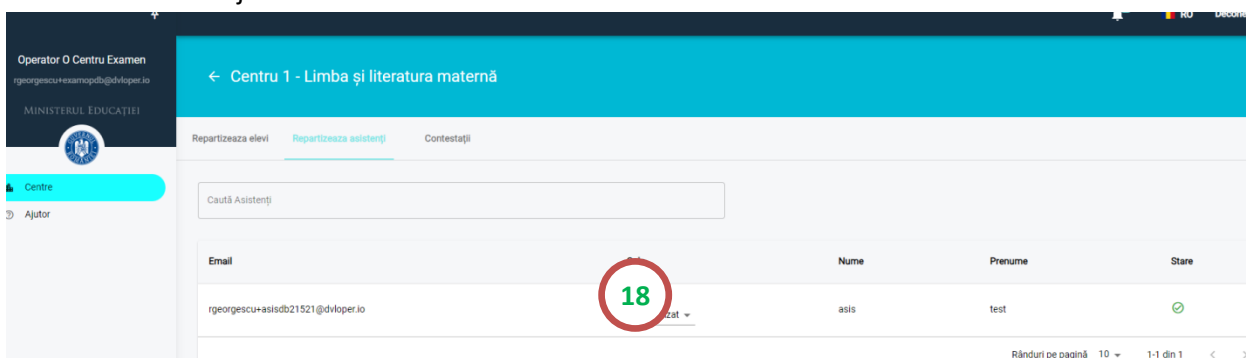 RO
Operator O Centru Examen
rgeorgescu+examopdb@dvloper.io
MINISTERUL EDUCAȚIEI
← Centru 1 - Limba și literatura maternă
Repartizeaza elevi Repartizeaza asistenți Contestații
Centre
Ajutor
Caută Asistenți
Email Nume Prenume Stare
18
rgeorgescu+asisdb21521@dvloper.io zat asis test
Rânduri pe pagină 10 1-1 din 1 < >